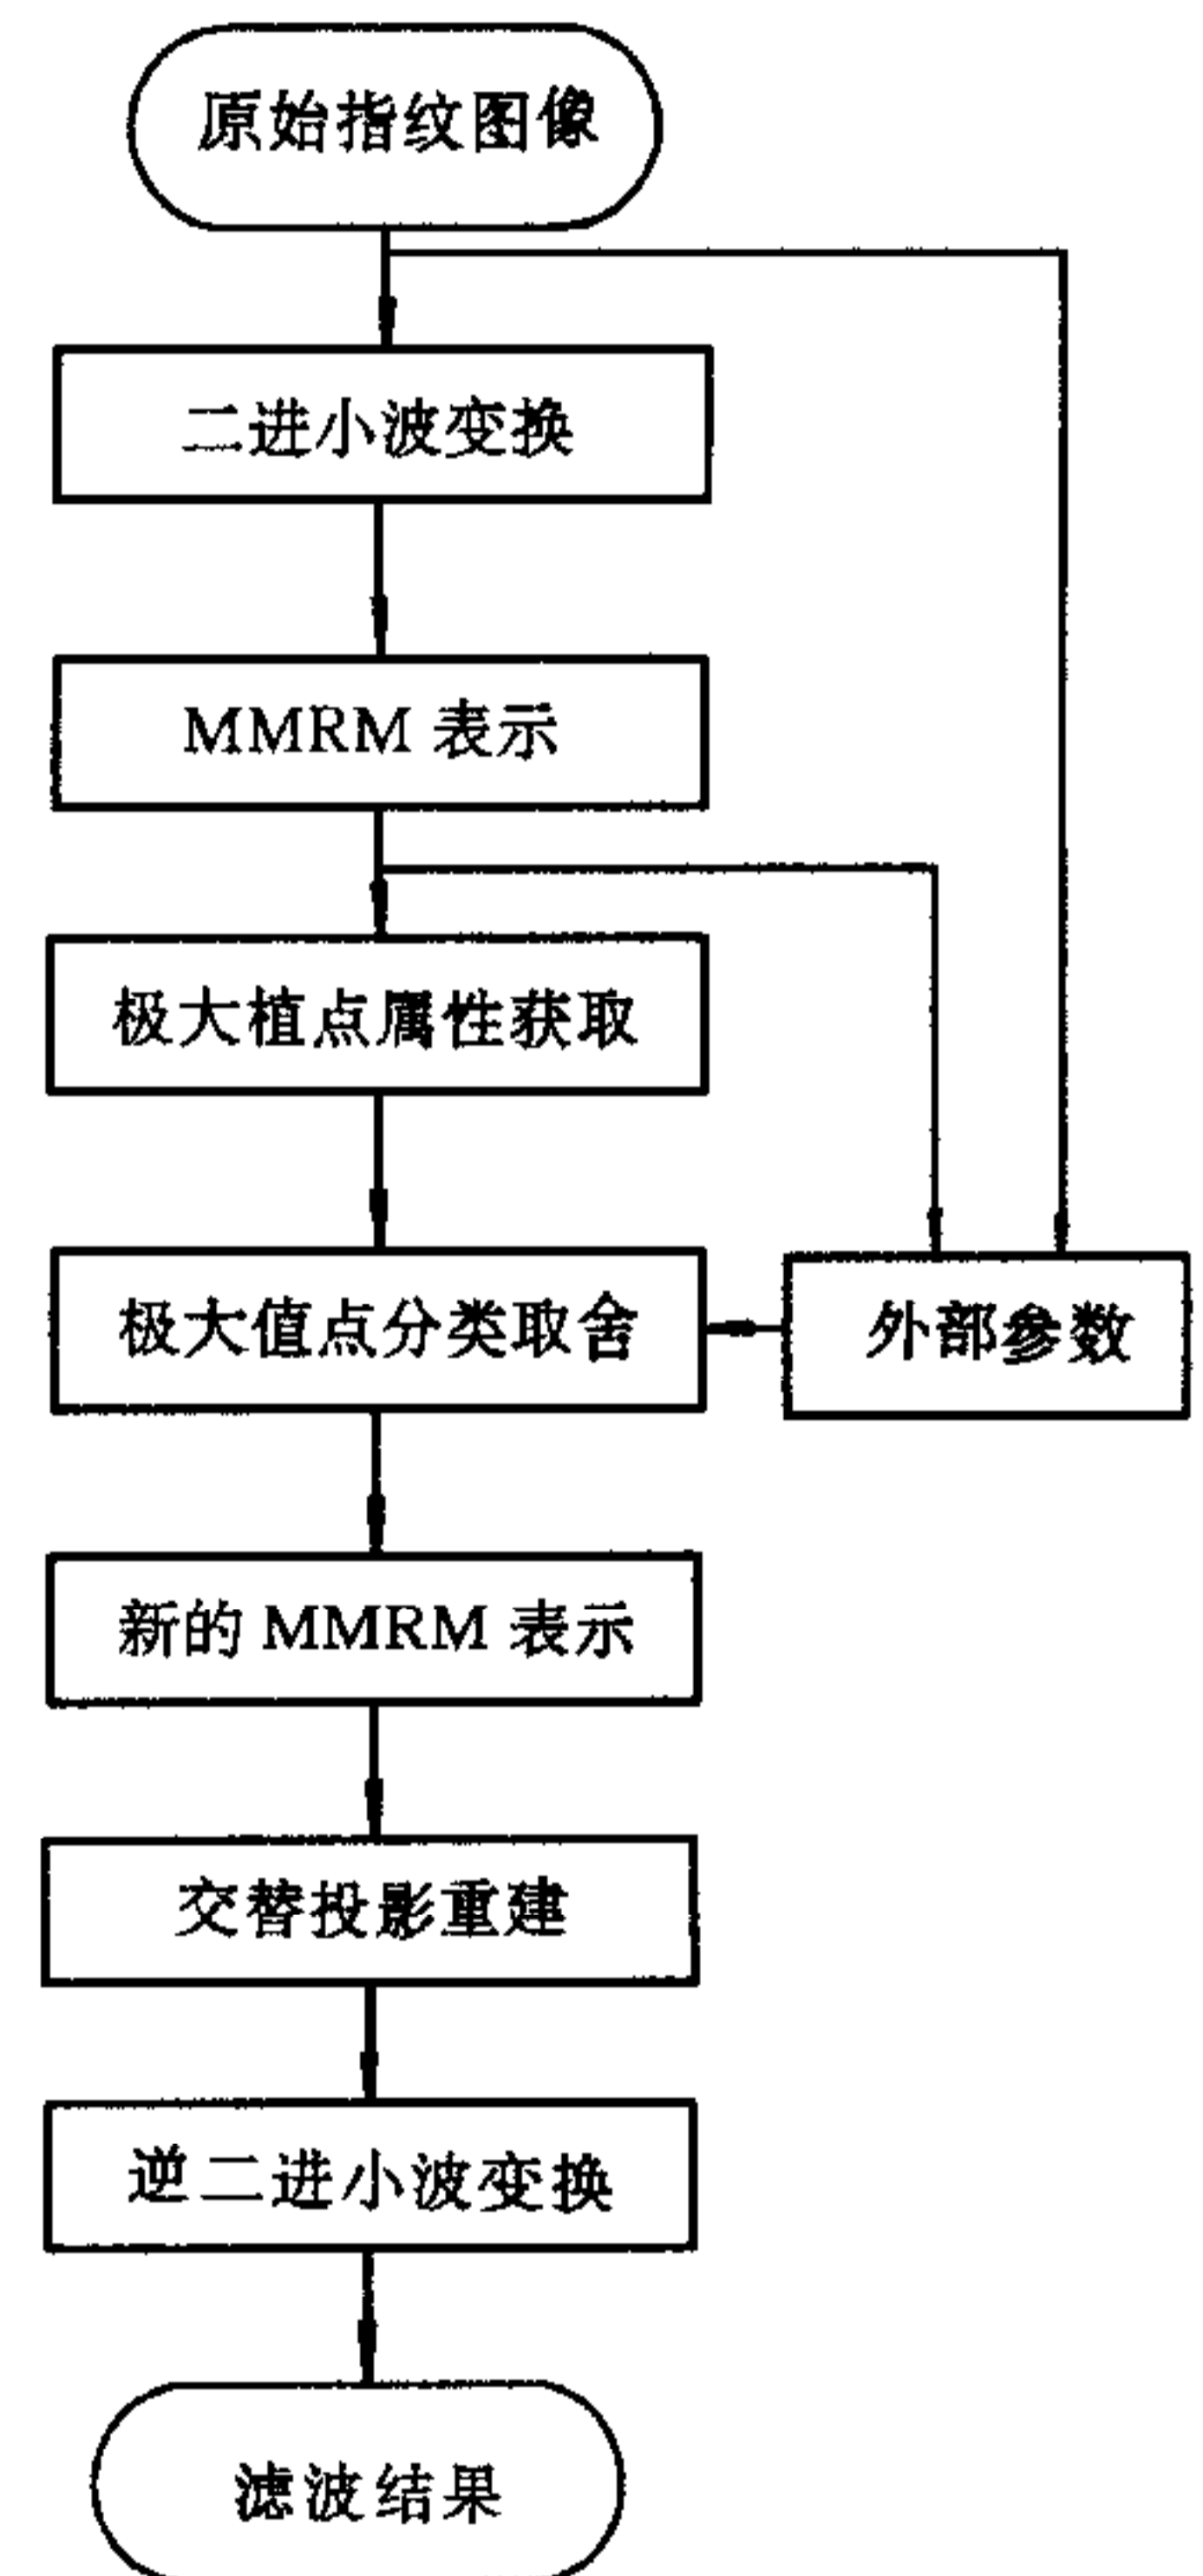 原始指纹图像
二进小波变换
MMRM 表示
极大植点属性获取
极大值点分类取舍
外部参数
新的 MMRM 表示
交替投影重建
逆二进小波变换
滤波结果